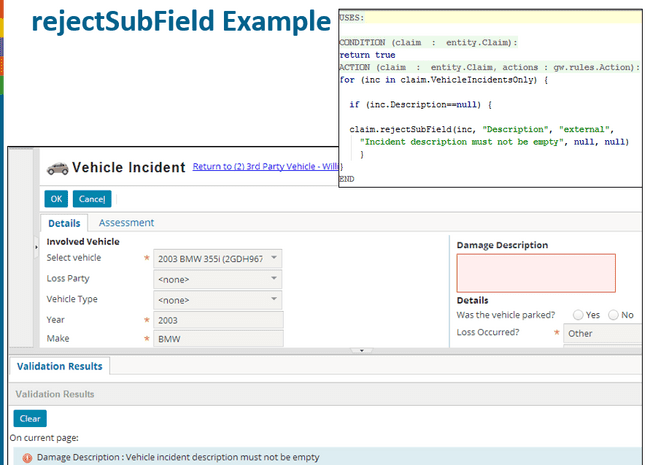 rejectSubField Example
USES:
CONDITION (claim : entity.Claim):
return true
ACTION (claim : entity.Claim, actions : gw.rules.Action):
for (inc in claim.VehicleIncidentsOnly) {
if (inc.Description==null) {
claim.rejectSubField(inc, "Description", "external",
"Incident description must not be empty", null, null)
}
}
END
Vehicle Incident Return to (2) 3rd Party Vehicle - Willi
OK Cancel
Details Assessment
Involved Vehicle
Select vehicle * 2003 BMW 355i (2GDH967
Loss Party <none>
Vehicle Type * <none>
Year * 2003
Make * BMW
Damage Description
Details
Was the vehicle parked? Yes No
Loss Occurred? * Other
Validation Results
Validation Results
Clear
On current page:
Damage Description : Vehicle incident description must not be empty